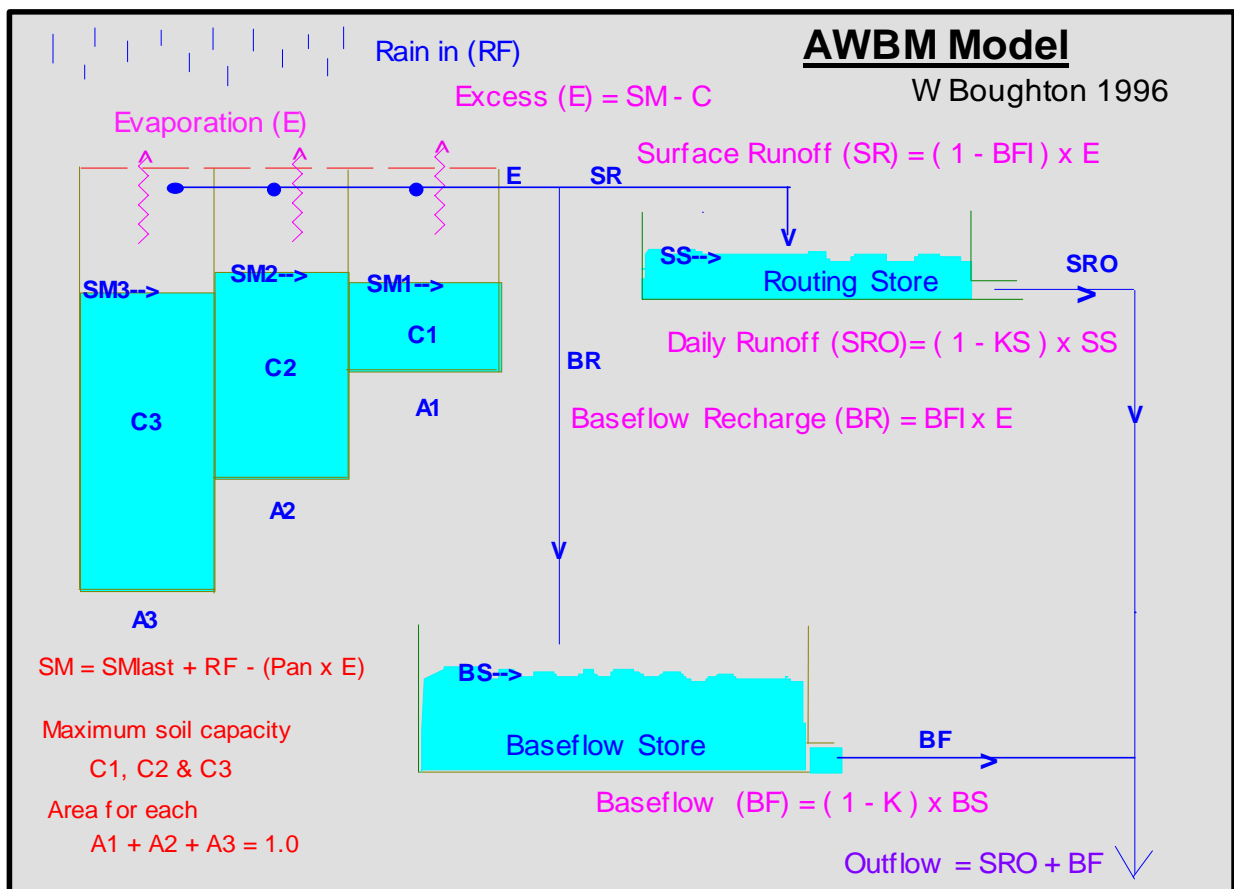 AWBM Model
W Boughton 1996
Rain in (RF)
Excess (E) = SM - C
Evaporation (E)
Surface Runoff (SR) = ( 1 - BFI ) x E
E
SR
SM3-->
SM2-->
SM1-->
SS-->
Routing Store
SRO
C1
C2
C3
BR
Daily Runoff (SRO)= ( 1 - KS ) x SS
A1
Baseflow Recharge (BR) = BFI x E
A2
A3
SM = SMlast + RF - (Pan x E)
BS-->
Maximum soil capacity
C1, C2 & C3
Baseflow Store
BF
Area for each
A1 + A2 + A3 = 1.0
Baseflow (BF) = ( 1 - K ) x BS
Outflow = SRO + BF